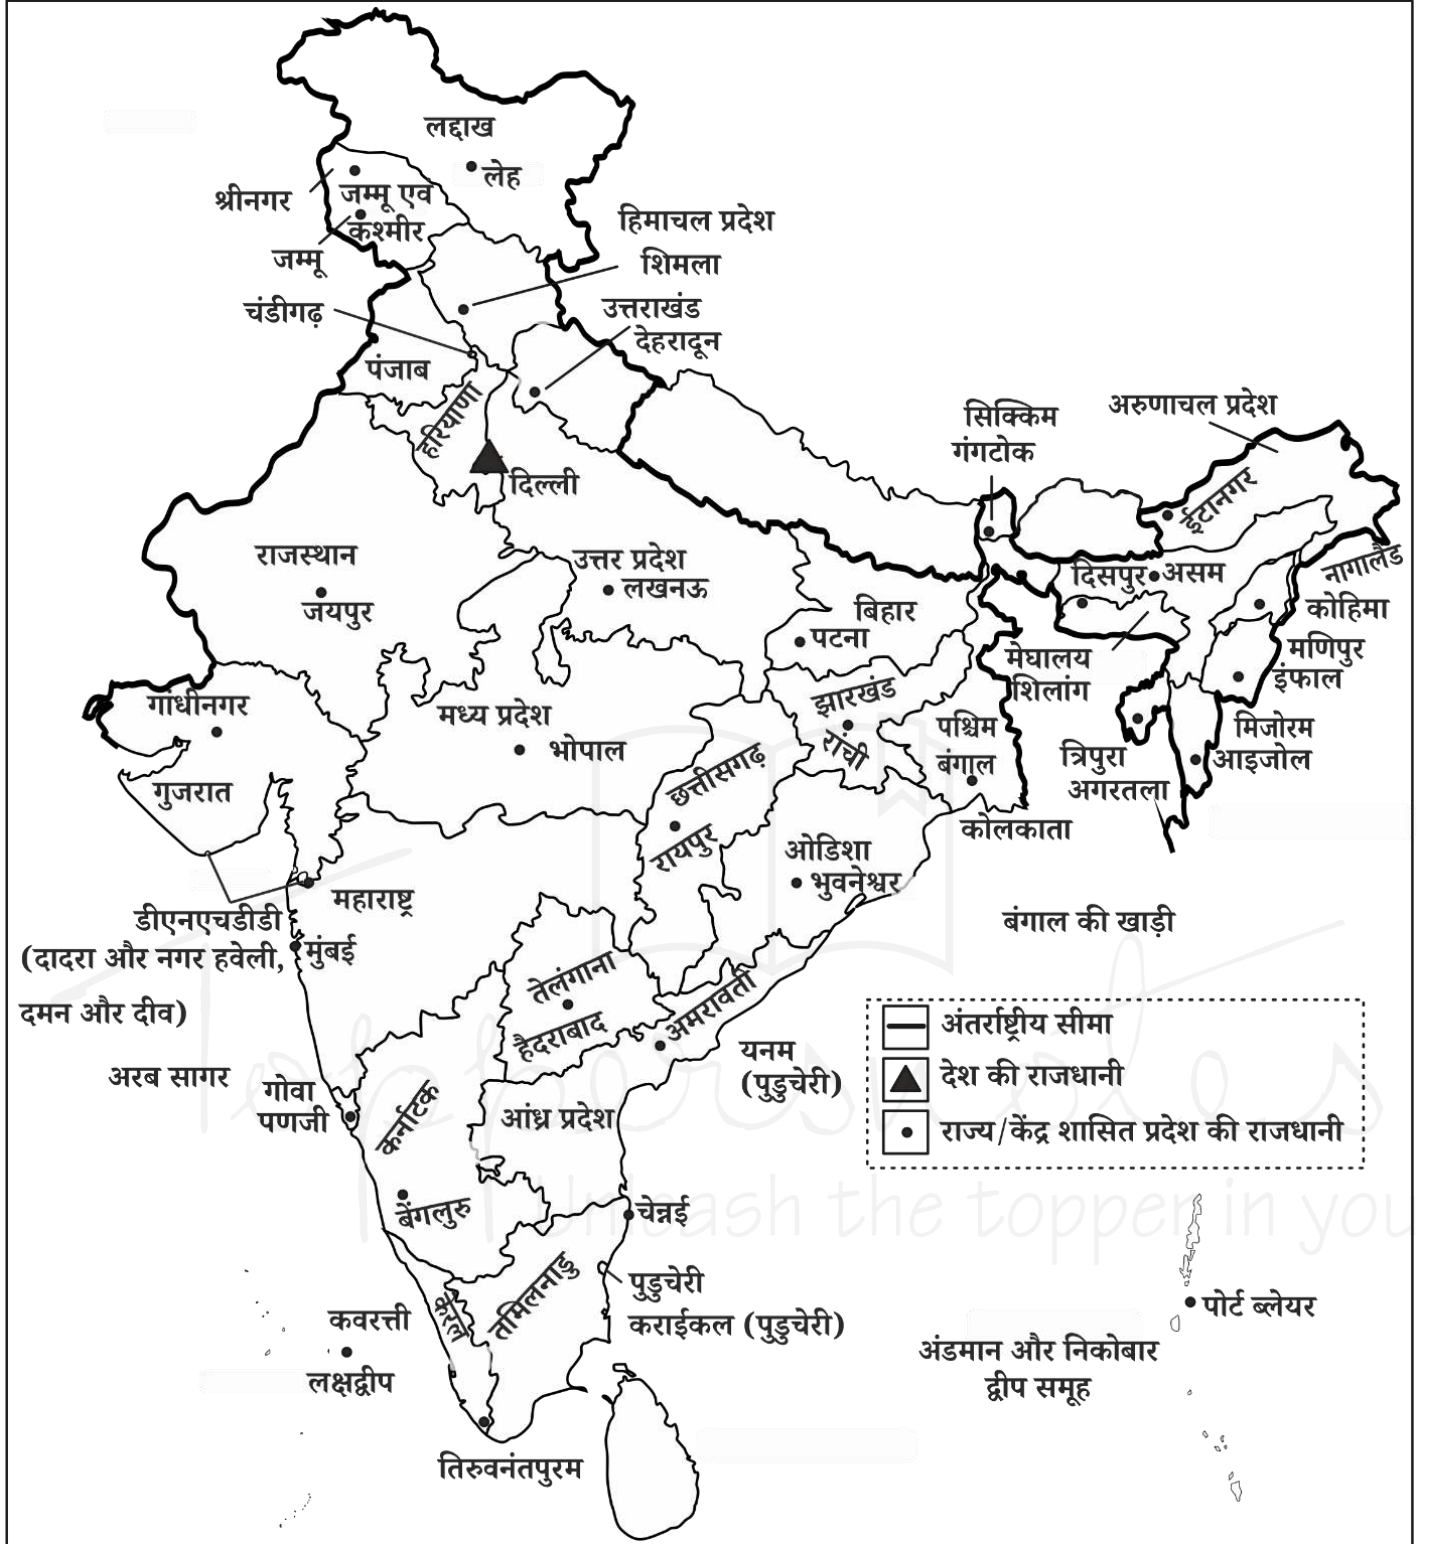 लद्दाख
लेह
श्रीनगर
जम्मू एव
कश्मीर
जम्मू
हिमाचल प्रदेश
शिमला
चंडीगढ़
उत्तराखंड
देहरादून
पंजाब
हरियाणा
दिल्ली
सिक्किम
गंगटोक
अरुणाचल प्रदेश
ईटानगर
राजस्थान
जयपुर
उत्तर प्रदेश
लखनऊ
बिहार
पटना
दिसपुर
असम
नागालैंड
कोहिमा
मेघालय
शिलांग
मणिपुर
इंफाल
गांधीनगर
गुजरात
मध्य प्रदेश
भोपाल
झारखंड
रांची
पश्चिम
बंगाल
कोलकाता
त्रिपुरा
अगरतला
मिजोरम
आइजोल
छत्तीसगढ़
रायपुर
ओडिशा
भुवनेश्वर
महाराष्ट्र
डीएनएचडीडी
(दादरा और नगर हवेली,
दमन और दीव)
मुंबई
बंगाल की खाड़ी
तेलंगाना
हैदराबाद
अमरावती
यनम
(पुडुचेरी)
अंतर्राष्ट्रीय सीमा
देश की राजधानी
राज्य/केंद्र शासित प्रदेश की राजधानी
अरब सागर
गोवा
पणजी
कर्नाटक
बेंगलुरु
आंध्र प्रदेश
चेन्नई
तमिलनाडु
केरल
पुडुचेरी
कराईकल (पुडुचेरी)
कवरत्ती
लक्षद्वीप
पोर्ट ब्लेयर
अंडमान और निकोबार
द्वीप समूह
तिरुवनंतपुरम
Toppersnotes
Unleash the topper in you